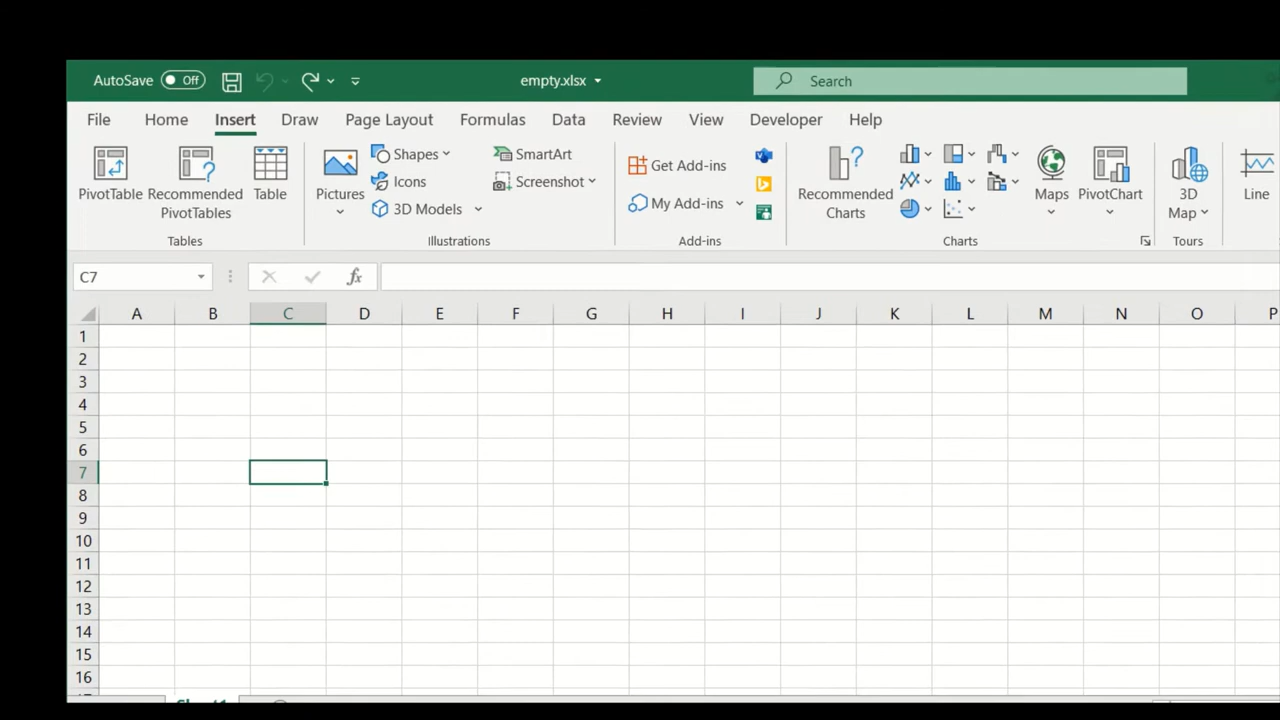 AutoSave Off empty.xlsx Search
File Home Insert Draw Page Layout Formulas Data Review View Developer Help
PivotTable
Recommended
PivotTables
Table
Tables
Pictures
Shapes
Icons
3D Models
SmartArt
Screenshot
Illustrations
Get Add-ins
My Add-ins
Add-ins
Recommended
Charts
Maps
PivotChart
Charts
3D
Map
Tours
Line
C7 fx
A B C D E F G H I J K L M N O P
1
2
3
4
5
6
7
8
9
10
11
12
13
14
15
16